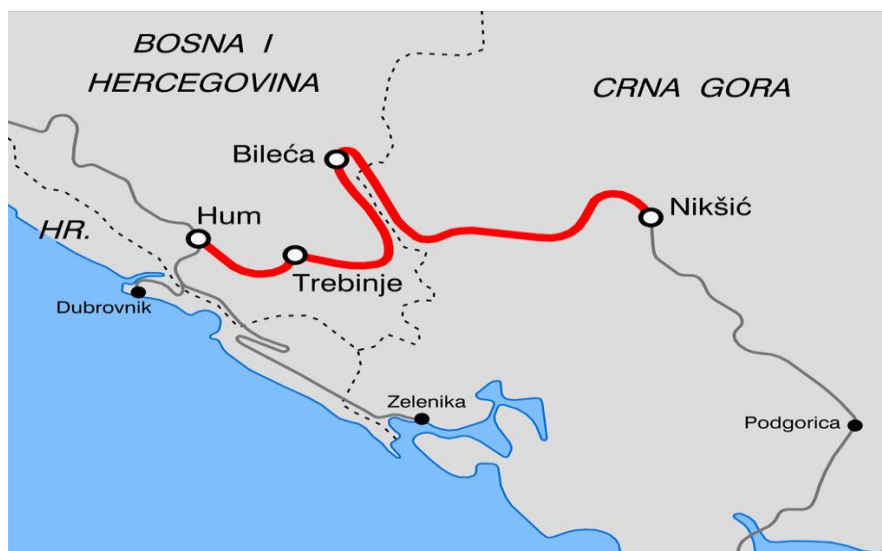 BOSNA I
HERCEGOVINA
CRNA GORA
Bileća
Nikšić
Hum
HR.
Trebinje
Dubrovnik
Zelenika
Podgorica